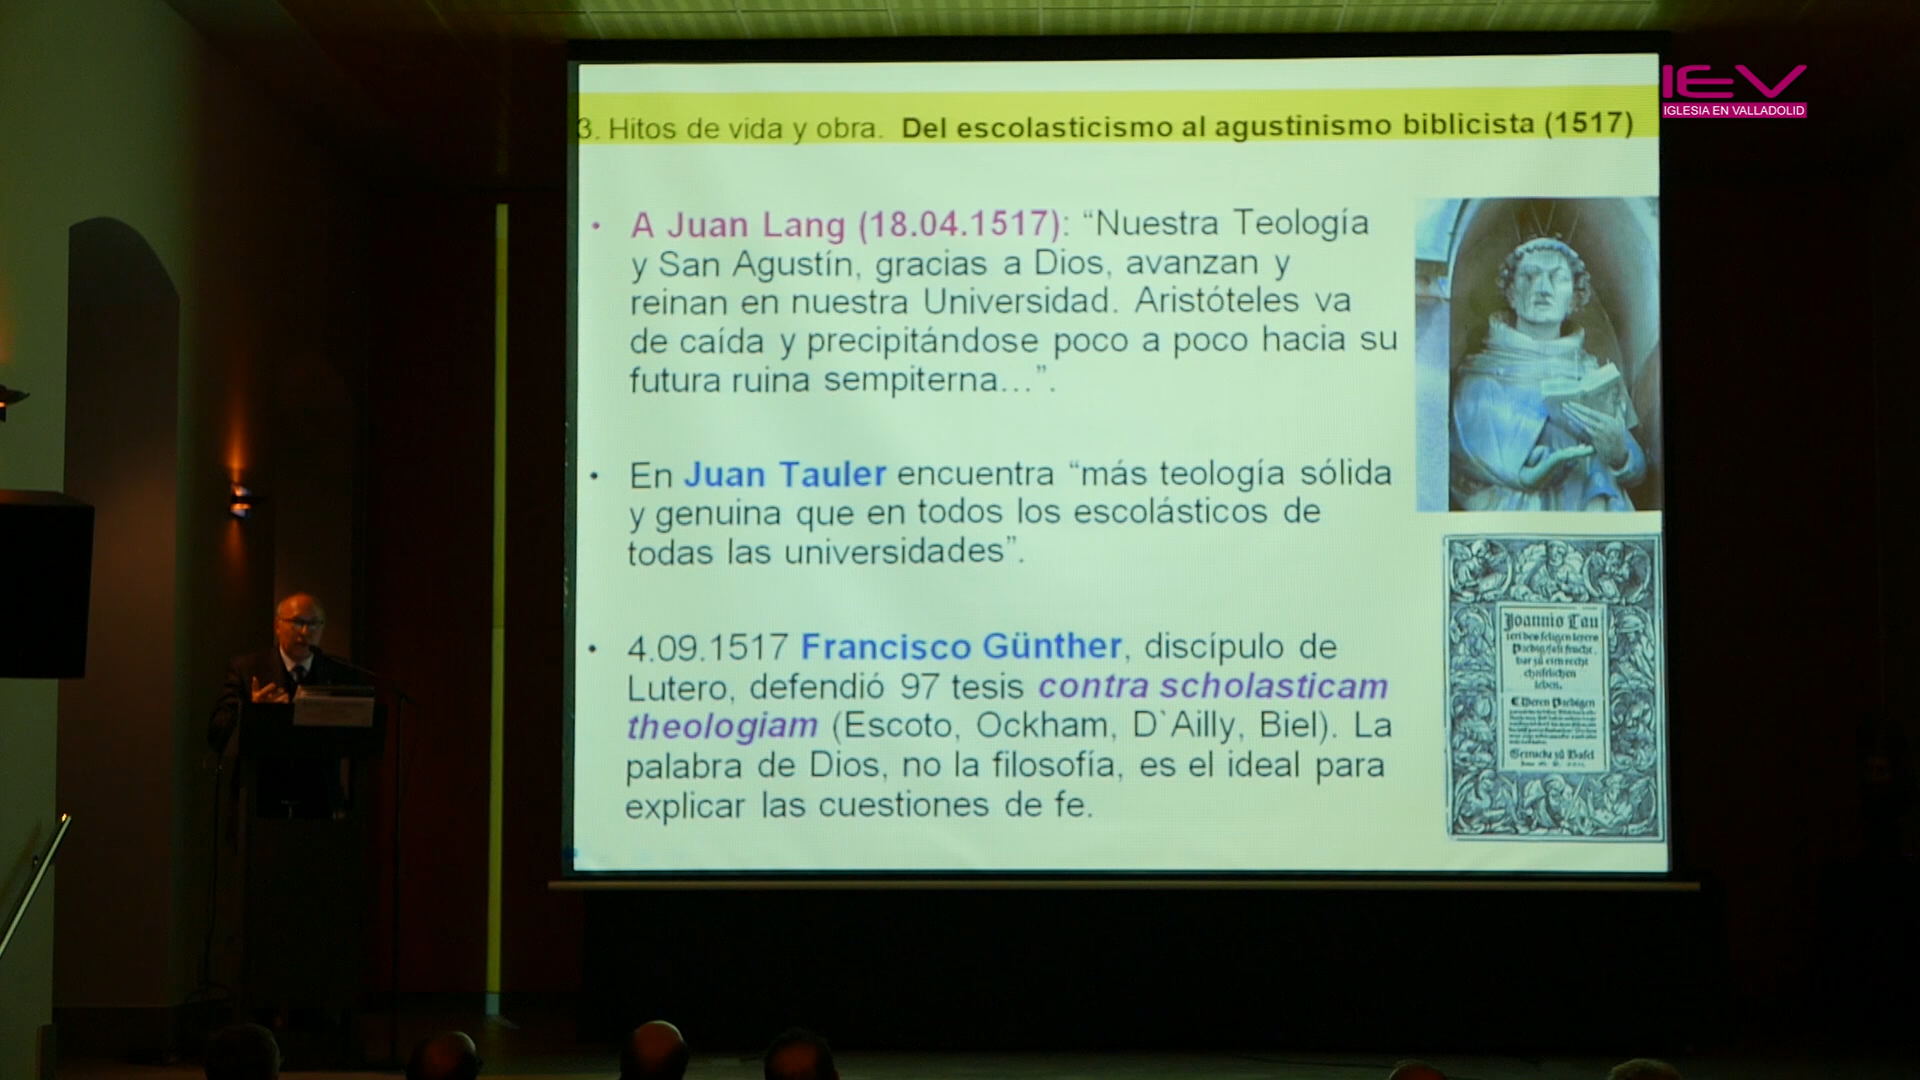 IEV
IGLESIA EN VALLADOLID
3. Hitos de vida y obra. Del escolasticismo al agustinismo biblicista (1517)
• A Juan Lang (18.04.1517): “Nuestra Teología
y San Agustín, gracias a Dios, avanzan y
reinan en nuestra Universidad. Aristóteles va
de caída y precipitándose poco a poco hacia su
futura ruina sempiterna…”.
• En Juan Tauler encuentra “más teología sólida
y genuina que en todos los escolásticos de
todas las universidades”.
• 4.09.1517 Francisco Günther, discípulo de
Lutero, defendió 97 tesis contra scholasticam
theologiam (Escoto, Ockham, D`Ailly, Biel). La
palabra de Dios, no la filosofía, es el ideal para
explicar las cuestiones de fe.
Joannis Tau